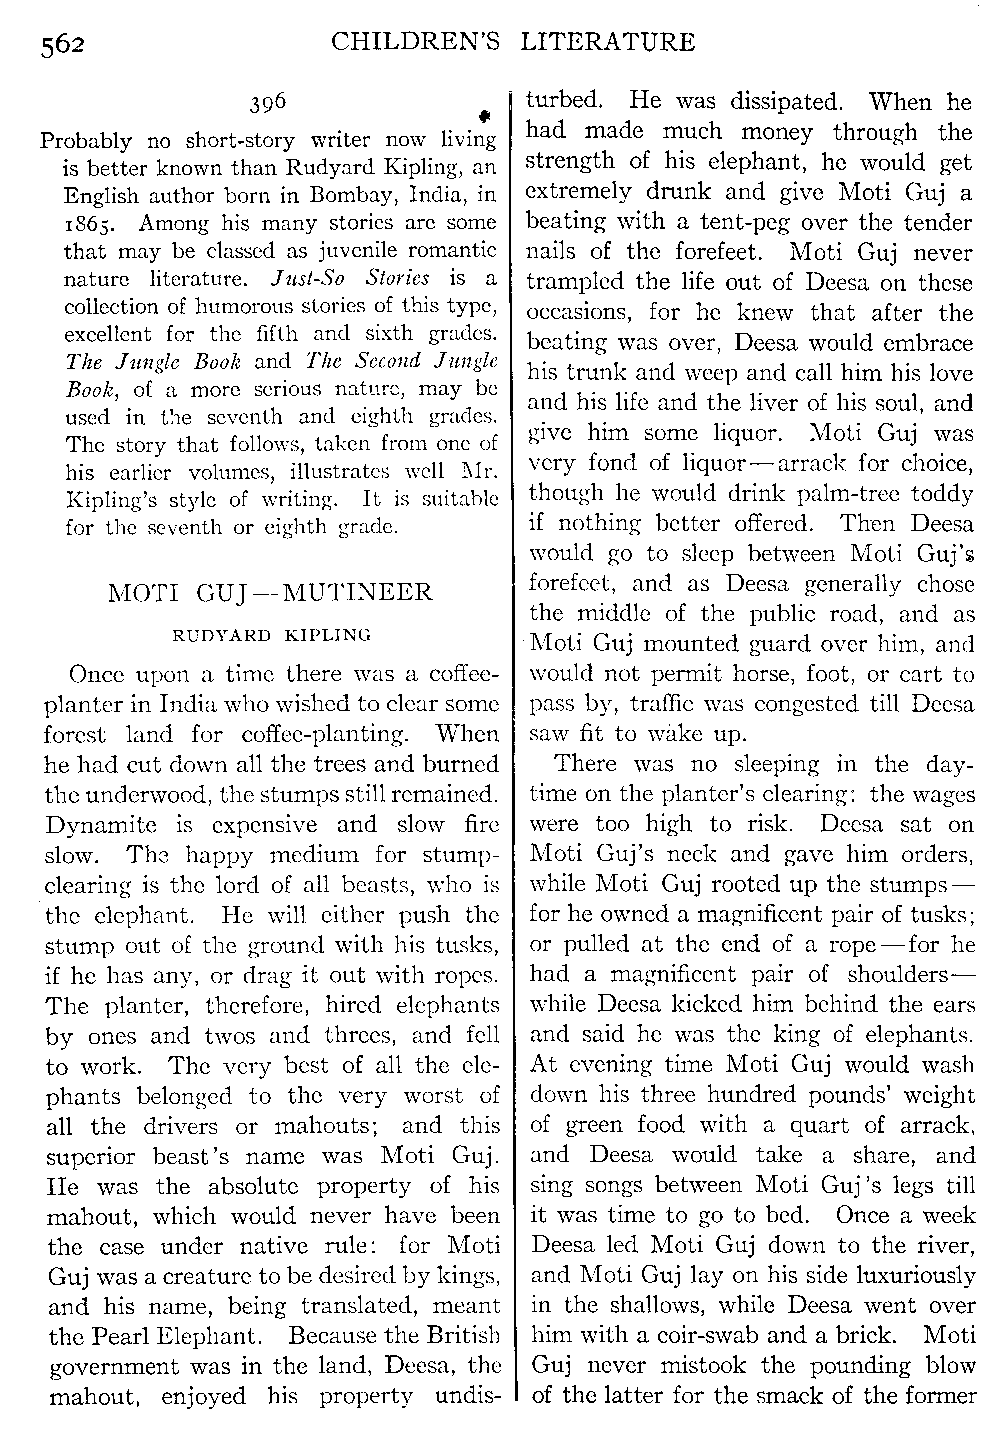 562
CHILDREN'S LITERATURE
396
Probably no short-story writer now living
is better known than Rudyard Kipling, an
English author born in Bombay, India, in
1865. Among his many stories are some
that may be classed as juvenile romantic
nature literature. Just-So Stories is a
collection of humorous stories of this type,
excellent for the fifth and sixth grades.
The Jungle Book and The Second Jungle
Book, of a more serious nature, may be
used in the seventh and eighth grades.
The story that follows, taken from one of
his earlier volumes, illustrates well Mr.
Kipling's style of writing. It is suitable
for the seventh or eighth grade.
MOTI GUJ—MUTINEER
RUDYARD KIPLING
Once upon a time there was a coffee-
planter in India who wished to clear some
forest land for coffee-planting. When
he had cut down all the trees and burned
the underwood, the stumps still remained.
Dynamite is expensive and slow fire
slow. The happy medium for stump-
clearing is the lord of all beasts, who is
the elephant. He will either push the
stump out of the ground with his tusks,
if he has any, or drag it out with ropes.
The planter, therefore, hired elephants
by ones and twos and threes, and fell
to work. The very best of all the ele-
phants belonged to the very worst of
all the drivers or mahouts; and this
superior beast's name was Moti Guj.
He was the absolute property of his
mahout, which would never have been
the case under native rule: for Moti
Guj was a creature to be desired by kings,
and his name, being translated, meant
the Pearl Elephant. Because the British
government was in the land, Deesa, the
mahout, enjoyed his property undis-
turbed. He was dissipated. When he
had made much money through the
strength of his elephant, he would get
extremely drunk and give Moti Guj a
beating with a tent-peg over the tender
nails of the forefeet. Moti Guj never
trampled the life out of Deesa on these
occasions, for he knew that after the
beating was over, Deesa would embrace
his trunk and weep and call him his love
and his life and the liver of his soul, and
give him some liquor. Moti Guj was
very fond of liquor—arrack for choice,
though he would drink palm-tree toddy
if nothing better offered. Then Deesa
would go to sleep between Moti Guj's
forefeet, and as Deesa generally chose
the middle of the public road, and as
Moti Guj mounted guard over him, and
would not permit horse, foot, or cart to
pass by, traffic was congested till Deesa
saw fit to wake up.
There was no sleeping in the day-
time on the planter's clearing: the wages
were too high to risk. Deesa sat on
Moti Guj's neck and gave him orders,
while Moti Guj rooted up the stumps—
for he owned a magnificent pair of tusks;
or pulled at the end of a rope—for he
had a magnificent pair of shoulders—
while Deesa kicked him behind the ears
and said he was the king of elephants.
At evening time Moti Guj would wash
down his three hundred pounds' weight
of green food with a quart of arrack,
and Deesa would take a share, and
sing songs between Moti Guj's legs till
it was time to go to bed. Once a week
Deesa led Moti Guj down to the river,
and Moti Guj lay on his side luxuriously
in the shallows, while Deesa went over
him with a coir-swab and a brick. Moti
Guj never mistook the pounding blow
of the latter for the smack of the former